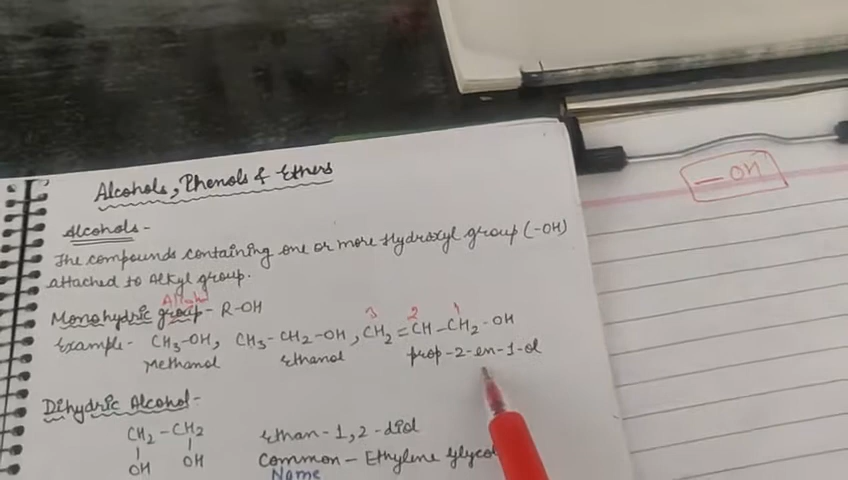 Alcohols, Phenols & Ethers
Alcohols-
The compounds containing one or more Hydroxyl group (-OH)
attached to Alkyl group.
Alcohol
Monohydric group - R-OH
3 2 1
Example - CH3-OH, CH3-CH2-OH, CH2=CH-CH2-OH
Methanol Ethanol prop-2-en-1-ol
Dihydric Alcohol-
CH2-CH2 ethan-1,2-diol
OH OH Common - Ethylene glycol
Name
-OH